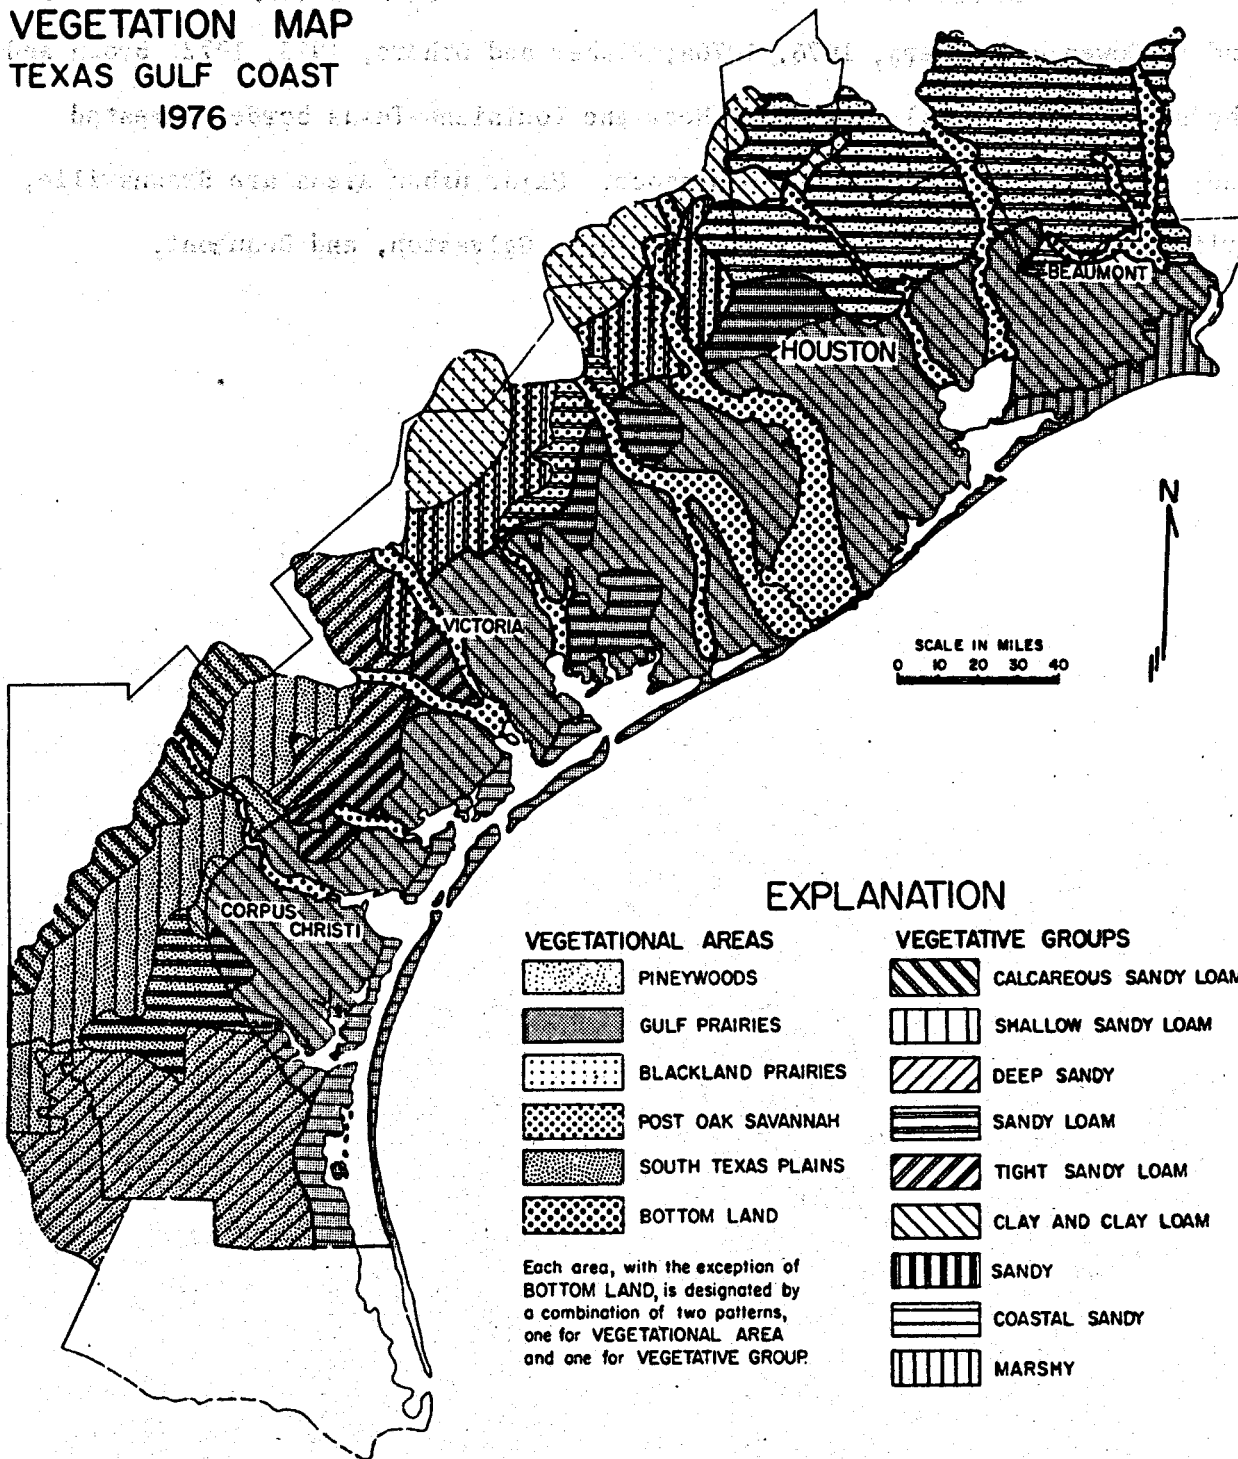 VEGETATION MAP
TEXAS GULF COAST
1976
BEAUMONT
HOUSTON
VICTORIA
CORPUS
CHRISTI
N
SCALE IN MILES
0 10 20 30 40
EXPLANATION
VEGETATIONAL AREAS
PINEYWOODS
GULF PRAIRIES
BLACKLAND PRAIRIES
POST OAK SAVANNAH
SOUTH TEXAS PLAINS
BOTTOM LAND
Each area, with the exception of
BOTTOM LAND, is designated by
a combination of two patterns,
one for VEGETATIONAL AREA
and one for VEGETATIVE GROUP.
VEGETATIVE GROUPS
CALCAREOUS SANDY LOAM
SHALLOW SANDY LOAM
DEEP SANDY
SANDY LOAM
TIGHT SANDY LOAM
CLAY AND CLAY LOAM
SANDY
COASTAL SANDY
MARSHY